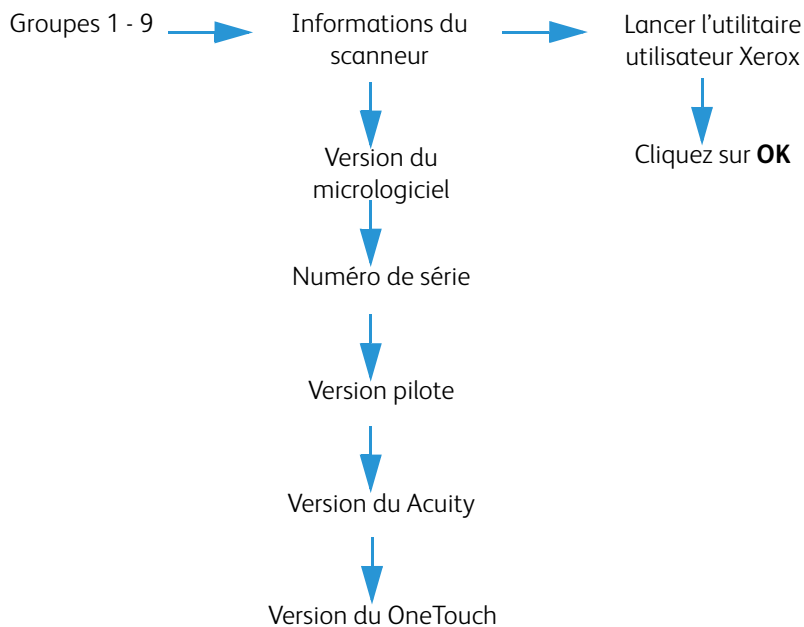 Groupes 1 - 9
Informations du
scanneur
Lancer l’utilitaire
utilisateur Xerox
Cliquez sur OK
Version du
micrologiciel
Numéro de série
Version pilote
Version du Acuity
Version du OneTouch